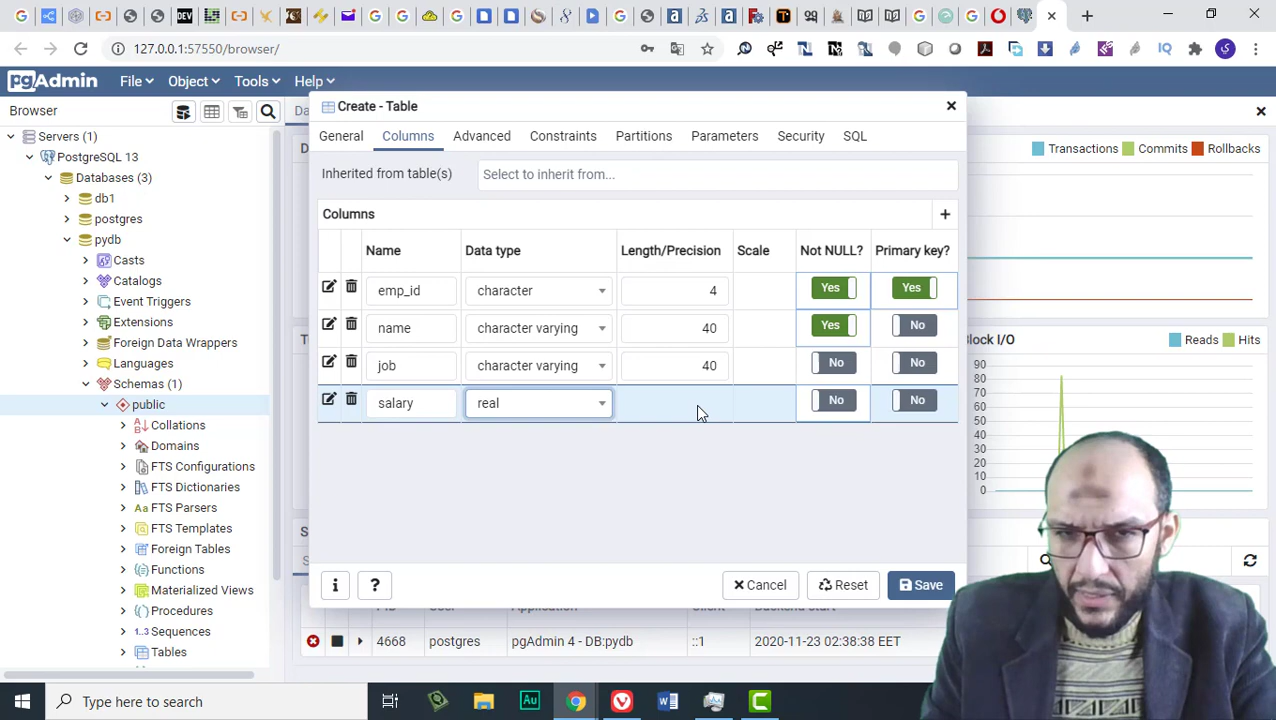 127.0.0.1:57550/browser/
IQ
S
pgAdmin File Object Tools Help
Browser
Servers (1)
PostgreSQL 13
Databases (3)
db1
postgres
pydb
Casts
Catalogs
Event Triggers
Extensions
Foreign Data Wrappers
Languages
Schemas (1)
public
Collations
Domains
FTS Configurations
FTS Dictionaries
FTS Parsers
FTS Templates
Foreign Tables
Functions
Materialized Views
Procedures
1..3 Sequences
Tables
Create - Table
General Columns Advanced Constraints Partitions Parameters Security SQL
Inherited from table(s) Select to inherit from...
Columns
Name Data type Length/Precision Scale Not NULL? Primary key?
emp_id character 4 Yes Yes
name character varying 40 Yes No
job character varying 40 No No
salary real No No
Cancel Reset Save
Transactions Commits Rollbacks
Block I/O Reads Hits
90
80
70
60
50
40
30
20
10
0
4668 postgres pgAdmin 4 - DB:pydb ::1 2020-11-23 02:38:38 EET
Type here to search